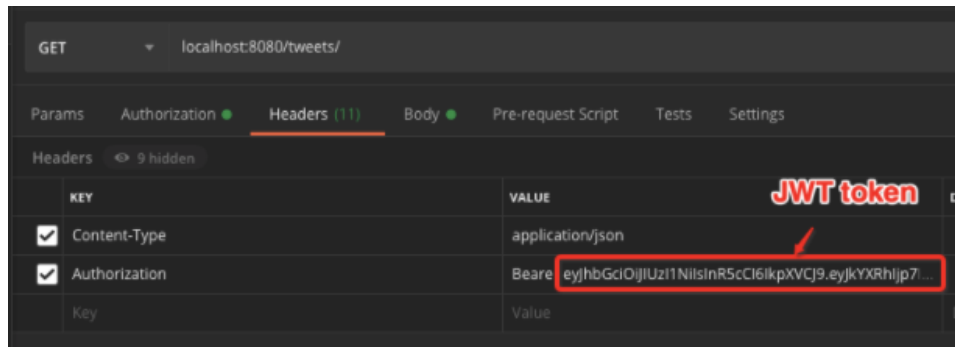 GET localhost:8080/tweets/
Params Authorization Headers (11) Body Pre-request Script Tests Settings
Headers 9 hidden
KEY VALUE
JWT token
Content-Type application/json
Authorization Beare eyJhbGciOiJIUzI1NiIsInR5cCI6IkpXVCJ9.eyJkYXRhIjp7...
Key Value